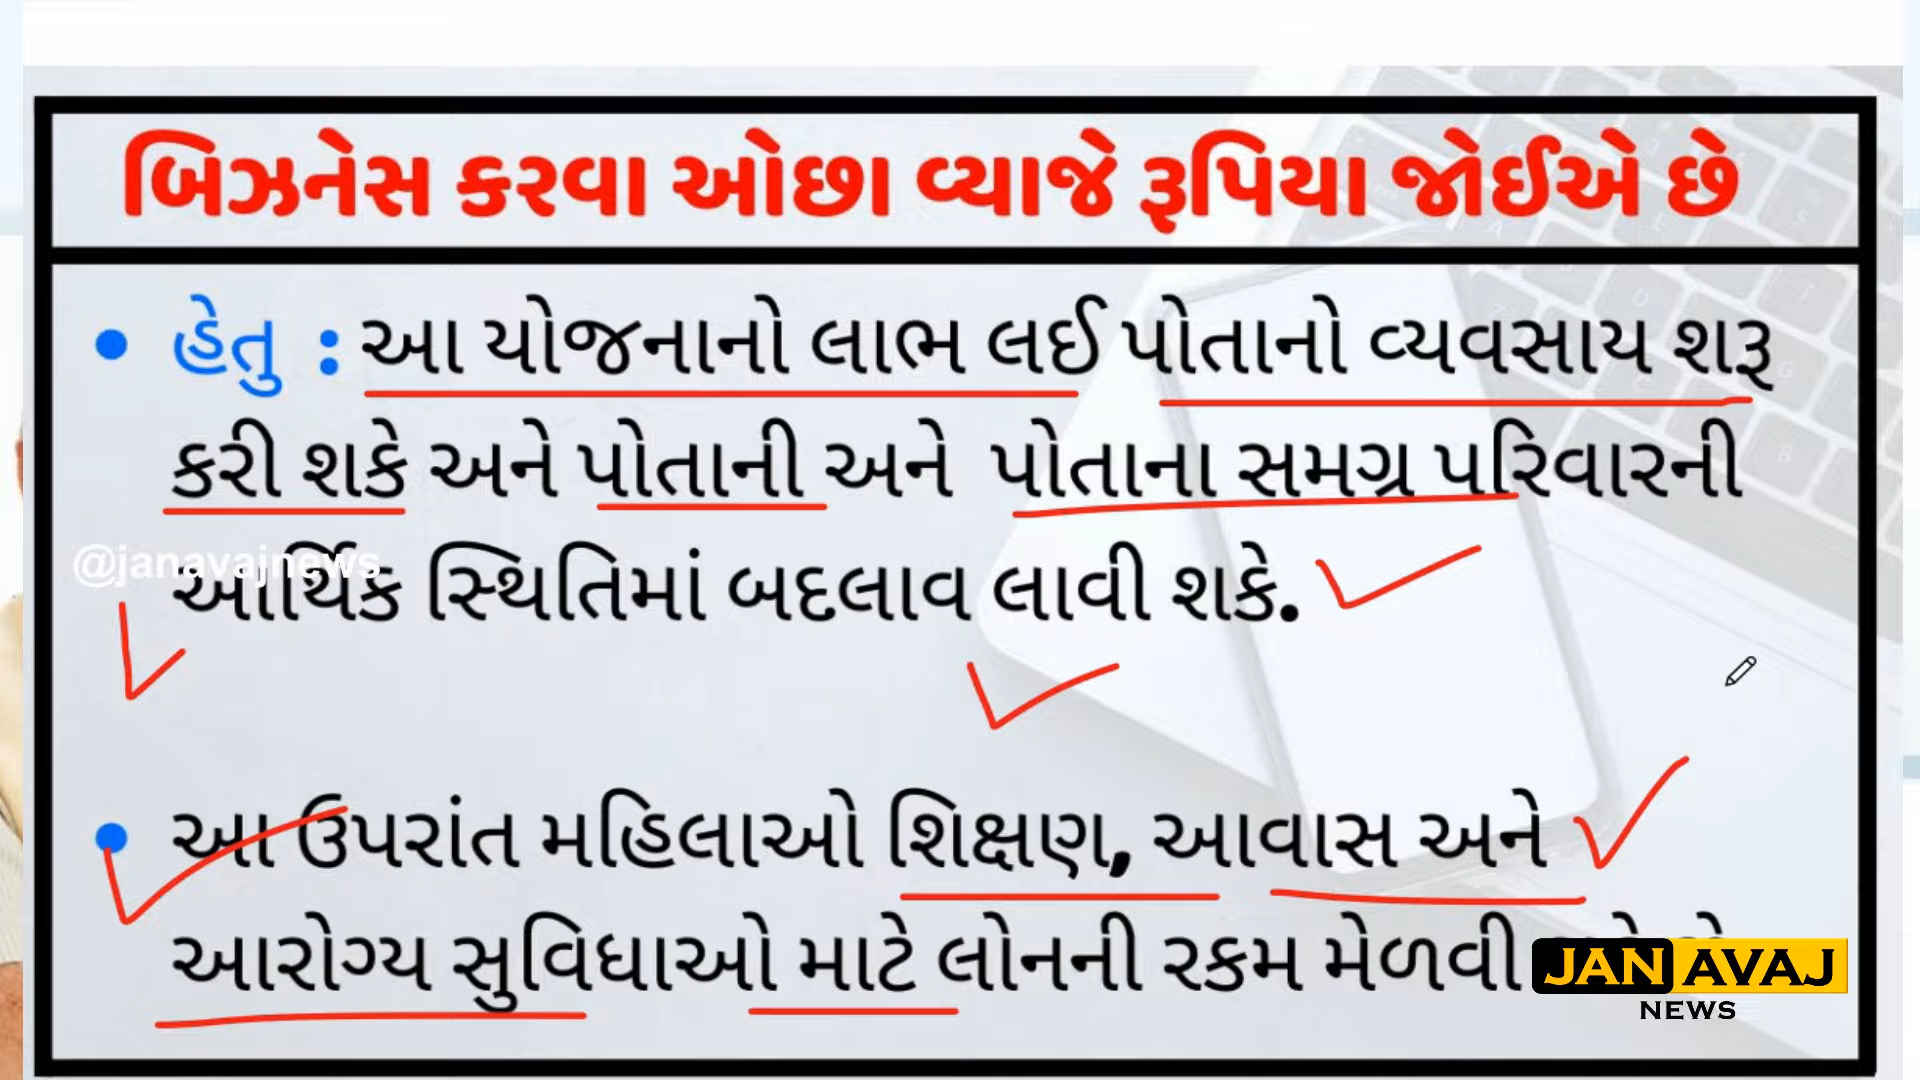 બિઝનેસ કરવા ઓછા વ્યાજે રૂપિયા જોઈએ છે
• હેતુ : આ યોજનાનો લાભ લઈ પોતાનો વ્યવસાય શરૂ
કરી શકે અને પોતાની અને પોતાના સમગ્ર પરિવારની
@janavajnews
આર્થિક સ્થિતિમાં બદલાવ લાવી શકે.
• આ ઉપરાંત મહિલાઓ શિક્ષણ, આવાસ અને
આરોગ્ય સુવિધાઓ માટે લોનની રકમ મેળવી
JAN AVAJ
NEWS